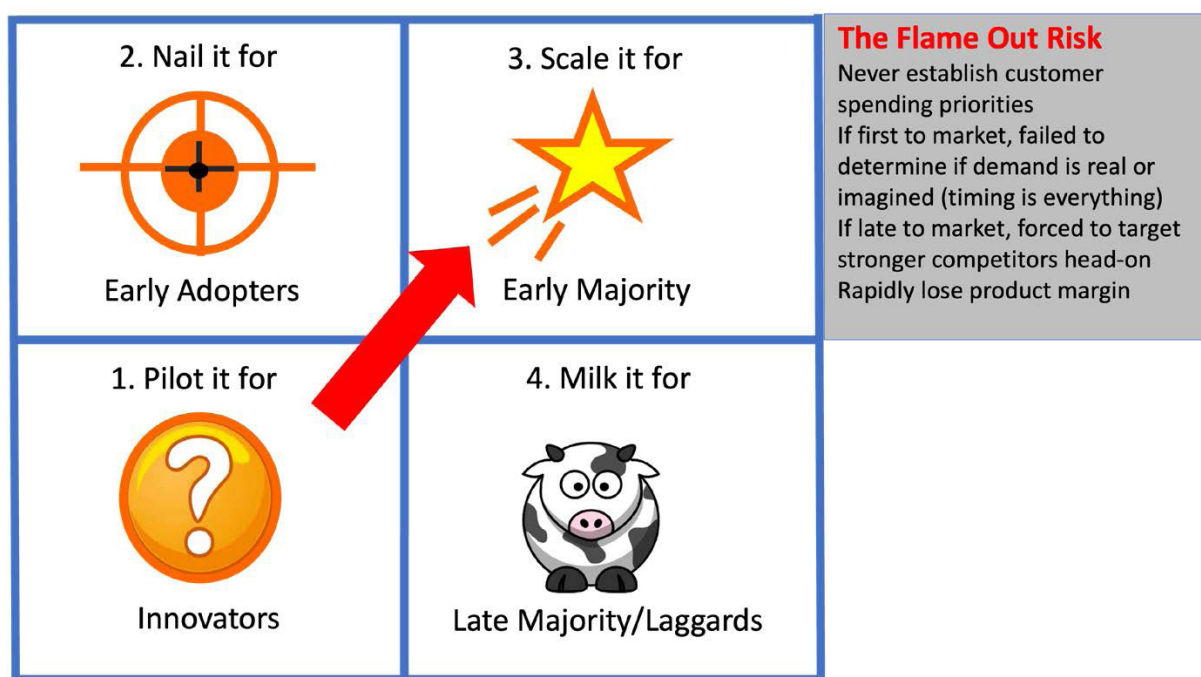 2. Nail it for
Early Adopters
3. Scale it for
Early Majority
The Flame Out Risk
Never establish customer
spending priorities
If first to market, failed to
determine if demand is real or
imagined (timing is everything)
If late to market, forced to target
stronger competitors head-on
Rapidly lose product margin
1. Pilot it for
?
Innovators
4. Milk it for
Late Majority/Laggards